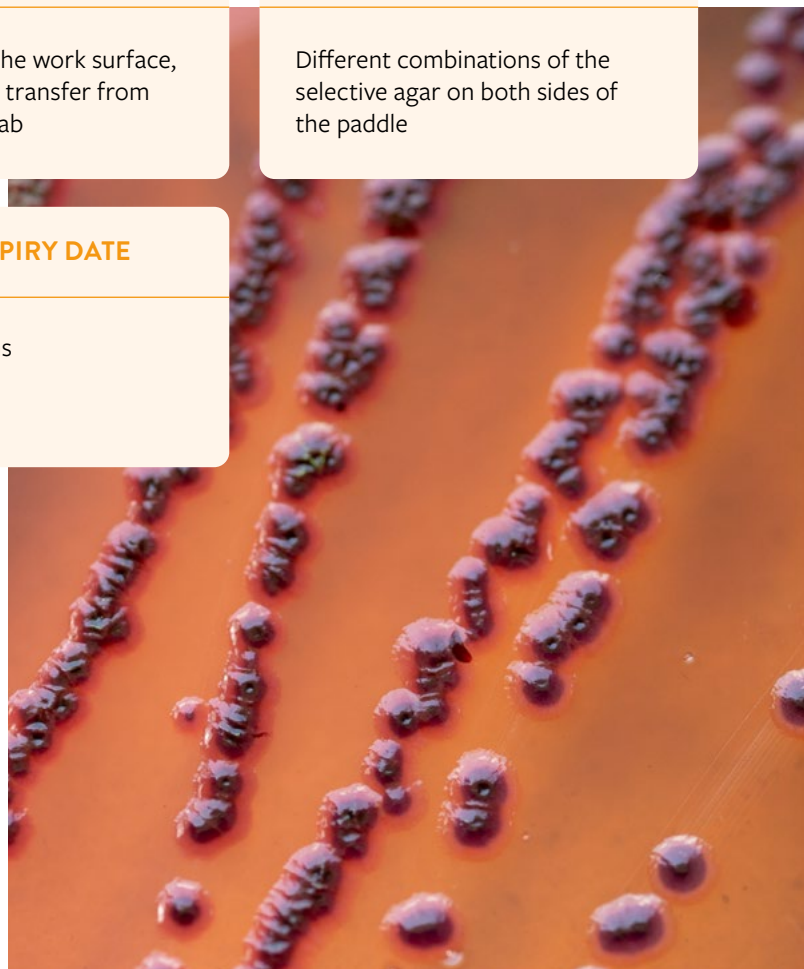 he work surface,
transfer from
ab
Different combinations of the
selective agar on both sides of
the paddle
PIRY DATE
s